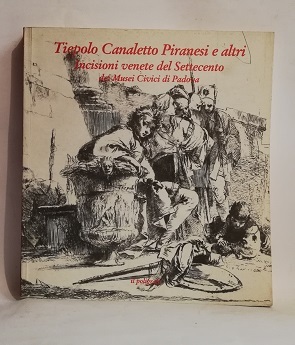 Tiepolo Canaletto Piranesi e altri
Incisioni venete del Settecento
dei Musei Civici di Padova
il poligrafo